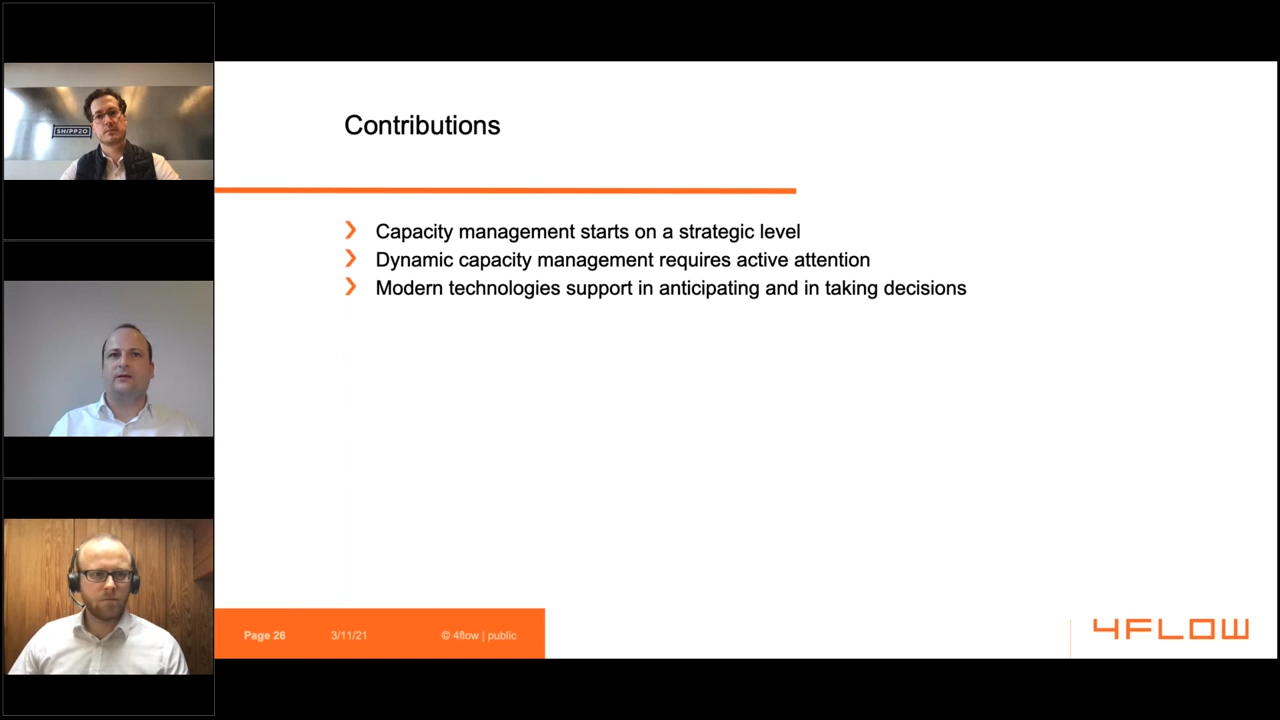 SHIPPEO
Contributions
Capacity management starts on a strategic level
Dynamic capacity management requires active attention
Modern technologies support in anticipating and in taking decisions
Page 26 3/11/21 © 4flow | public
4FLOW